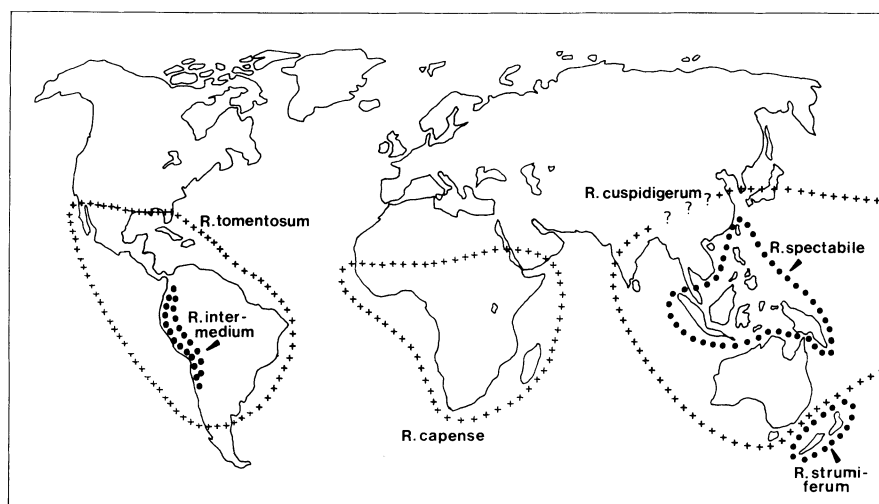 R. cuspidigerum
? ? ?
R. tomentosum
R. spectabile
R. inter-
medium
R. capense
R. strumi-
ferum